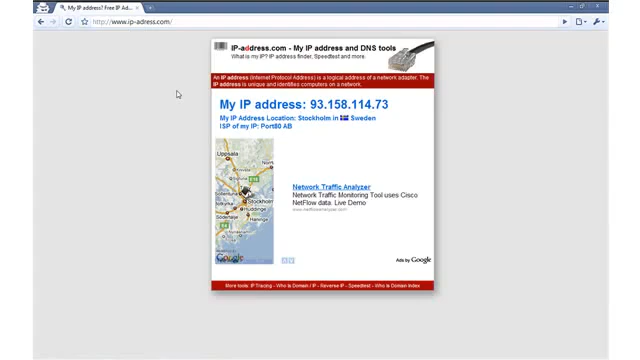 My IP address? Free IP Ad...
http://www.ip-adress.com/
IP-adress.com - My IP address and DNS tools
What is my IP? IP address finder, Speedtest and more.
An IP address (Internet Protocol Address) is a logical address of a network adapter. The
IP address is unique and identifies computers on a network.
My IP address: 93.158.114.73
My IP Address Location: Stockholm in Sweden
ISP of my IP: Port80 AB
Uppsala
Stockholm
Huddinge
Södertälje
Haninge
Nynäshamn
Google
Network Traffic Analyzer
Network Traffic Monitoring Tool uses Cisco
NetFlow data. Live Demo
Ads by Google
More tools: IP Tracing - Who Is Domain / IP - Reverse IP - Speedtest - Who Is Domain Index